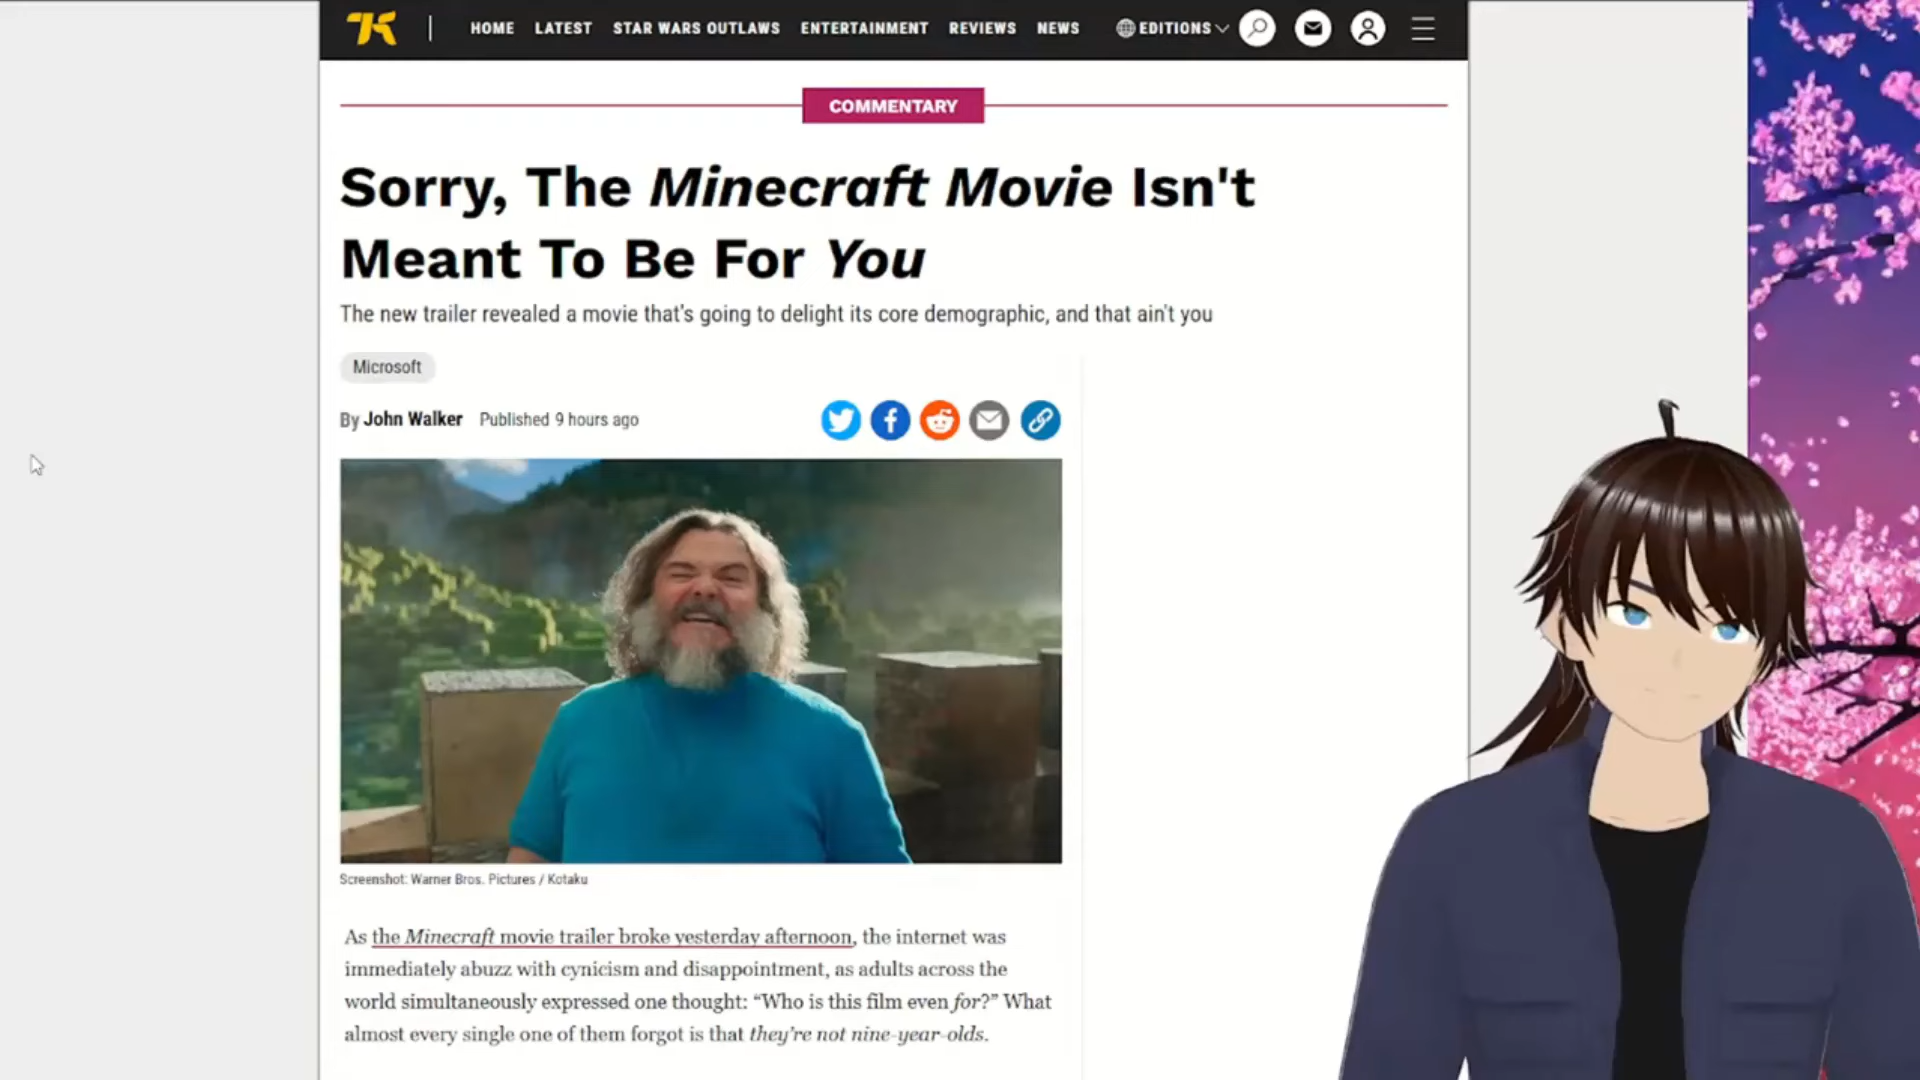 HOME LATEST STAR WARS OUTLAWS ENTERTAINMENT REVIEWS NEWS EDITIONS
COMMENTARY
Sorry, The Minecraft Movie Isn't
Meant To Be For You
The new trailer revealed a movie that's going to delight its core demographic, and that ain't you
Microsoft
By John Walker Published 9 hours ago
Screenshot: Warner Bros. Pictures / Kotaku
As the Minecraft movie trailer broke yesterday afternoon, the internet was
immediately abuzz with cynicism and disappointment, as adults across the
world simultaneously expressed one thought: “Who is this film even for?” What
almost every single one of them forgot is that they’re not nine-year-olds.